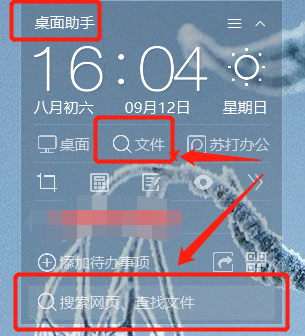 桌面助手
16:04
八月初六 09月12日 星期日
桌面 文件 苏打办公
添加待办事项
搜索网页、查找文件